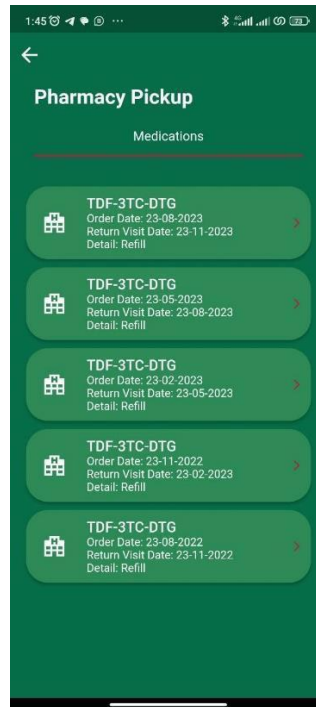 1:45
Pharmacy Pickup
Medications
TDF-3TC-DTG
Order Date: 23-08-2023
Return Visit Date: 23-11-2023
Detail: Refill
TDF-3TC-DTG
Order Date: 23-05-2023
Return Visit Date: 23-08-2023
Detail: Refill
TDF-3TC-DTG
Order Date: 23-02-2023
Return Visit Date: 23-05-2023
Detail: Refill
TDF-3TC-DTG
Order Date: 23-11-2022
Return Visit Date: 23-02-2023
Detail: Refill
TDF-3TC-DTG
Order Date: 23-08-2022
Return Visit Date: 23-11-2022
Detail: Refill